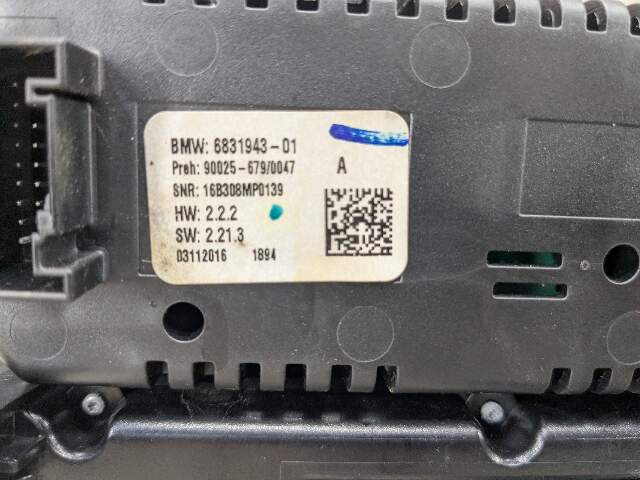 BMW: 6831943-01
Preh: 90025-679/0047 A
SNR: 16B308MP0139
HW: 2.2.2
SW: 2.21.3
03112016 1894